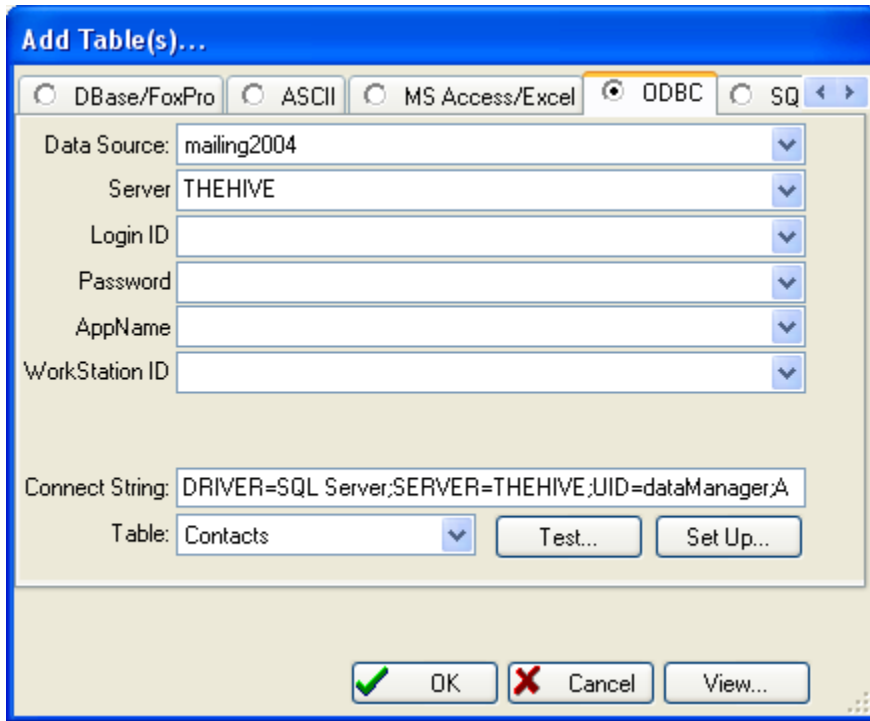 Add Table(s)...
DBase/FoxPro ASCII MS Access/Excel ODBC SQ
Data Source: mailing2004
Server THEHIVE
Login ID
Password
AppName
WorkStation ID
Connect String: DRIVER=SQL Server;SERVER=THEHIVE;UID=dataManager;A
Table: Contacts Test... Set Up...
OK Cancel View...